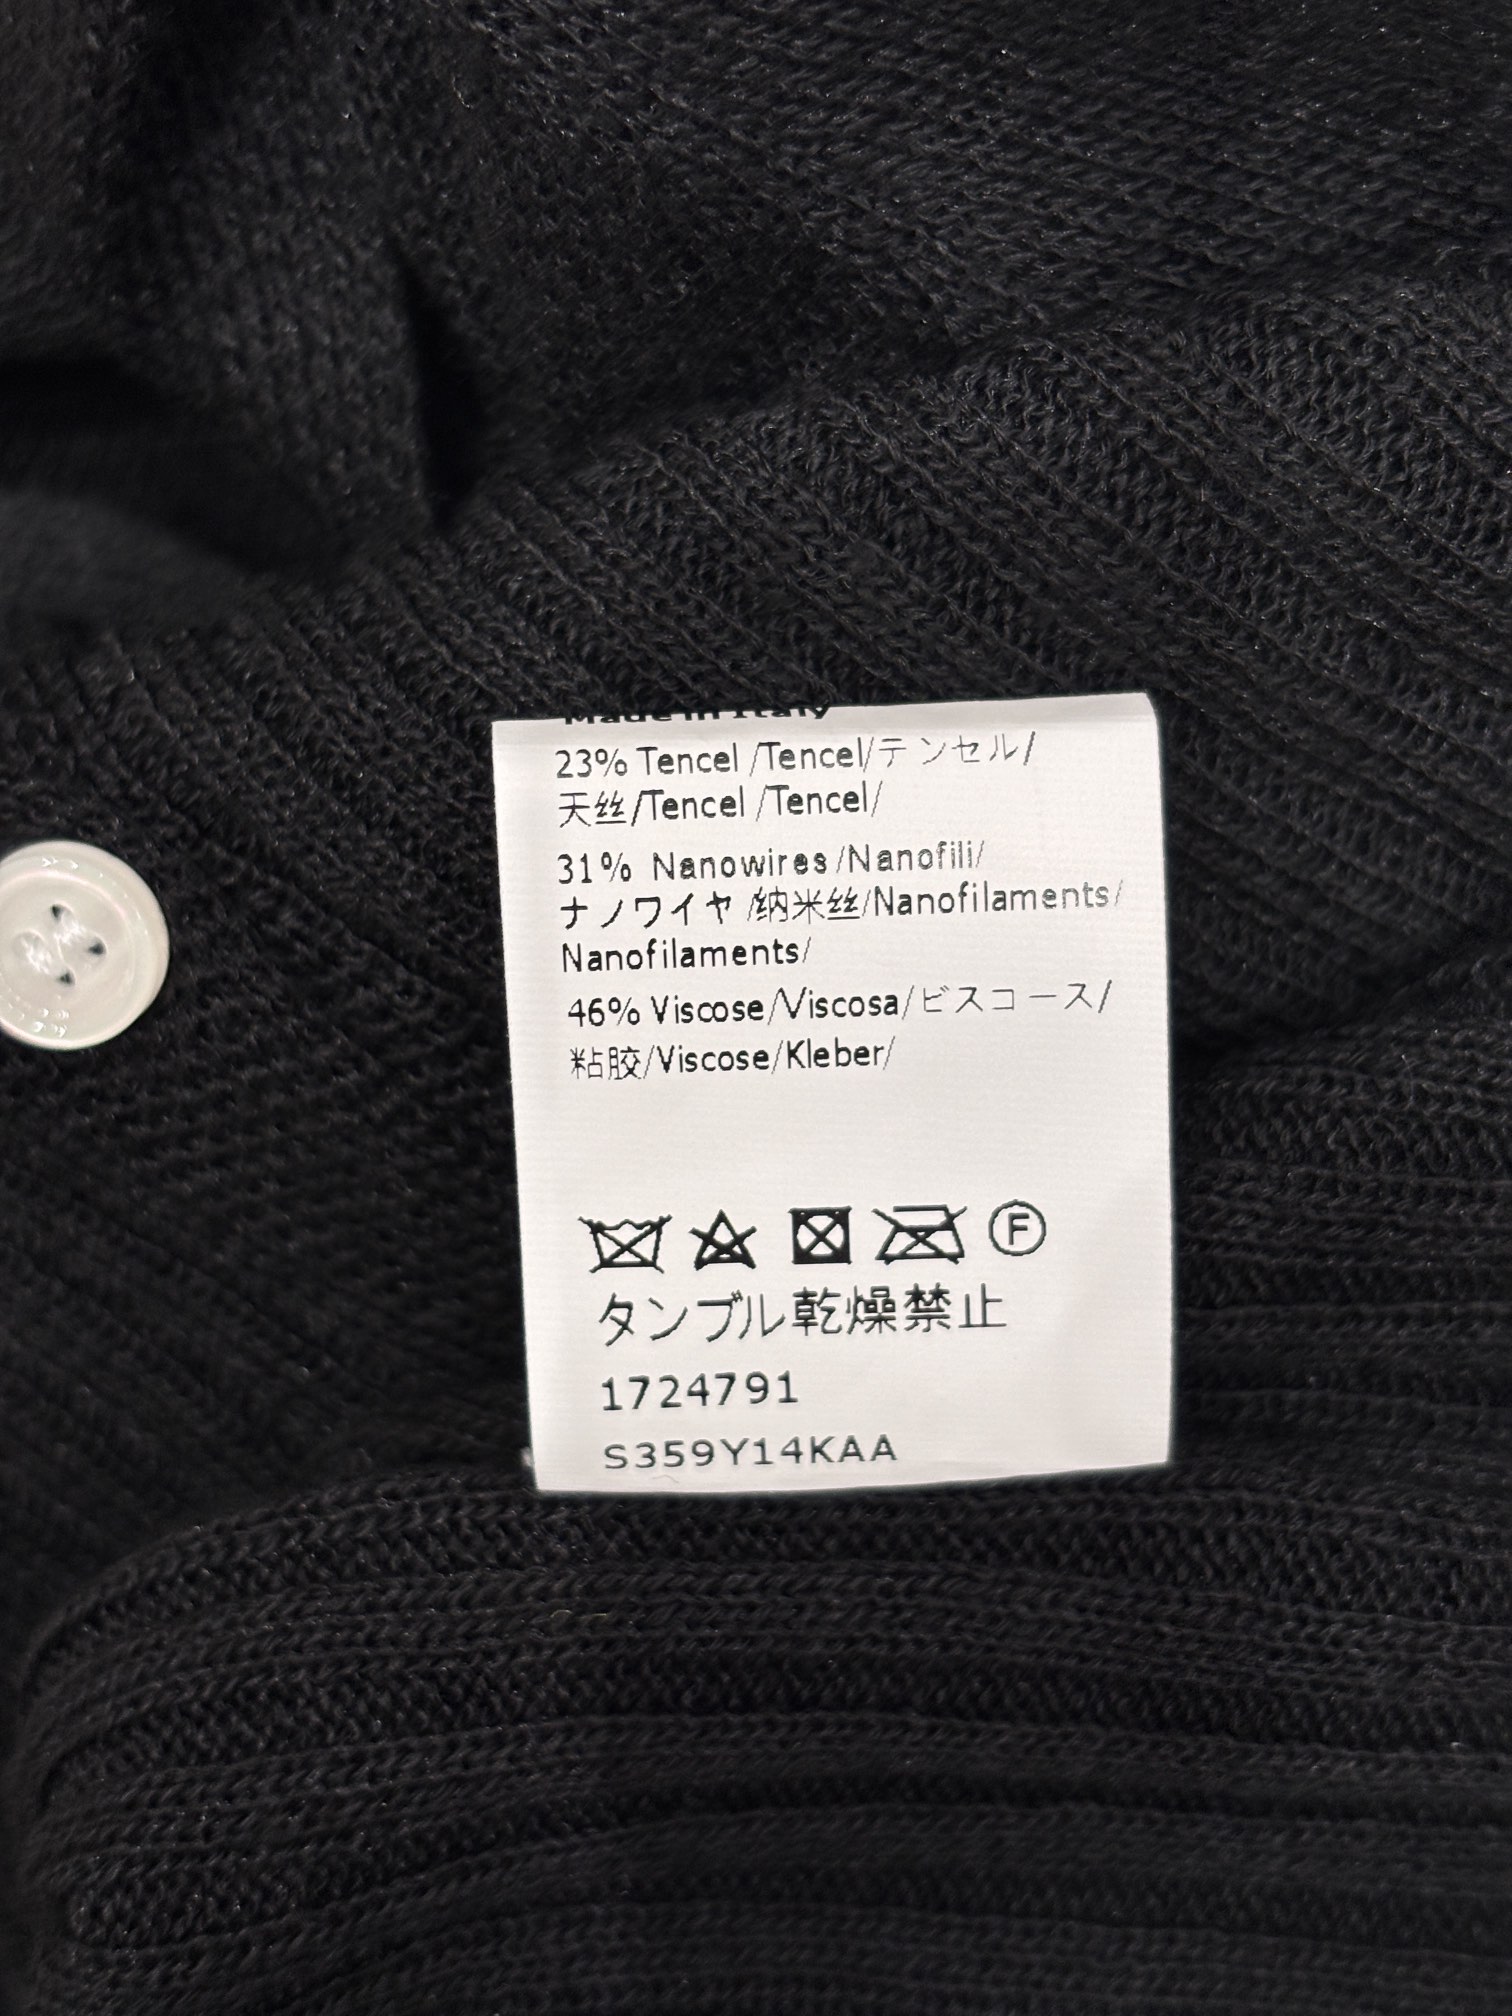 Made in Italy
23% Tencel /Tencel/テンセル/
天丝/Tencel /Tencel/
31% Nanowires /Nanofili/
ナノワイヤ /纳米丝/Nanofilaments/
Nanofilaments/
46% Viscose/Viscosa/ビスコース/
粘胶/Viscose/Kleber/
F
タンブル乾燥禁止
1724791
S359Y14KAA